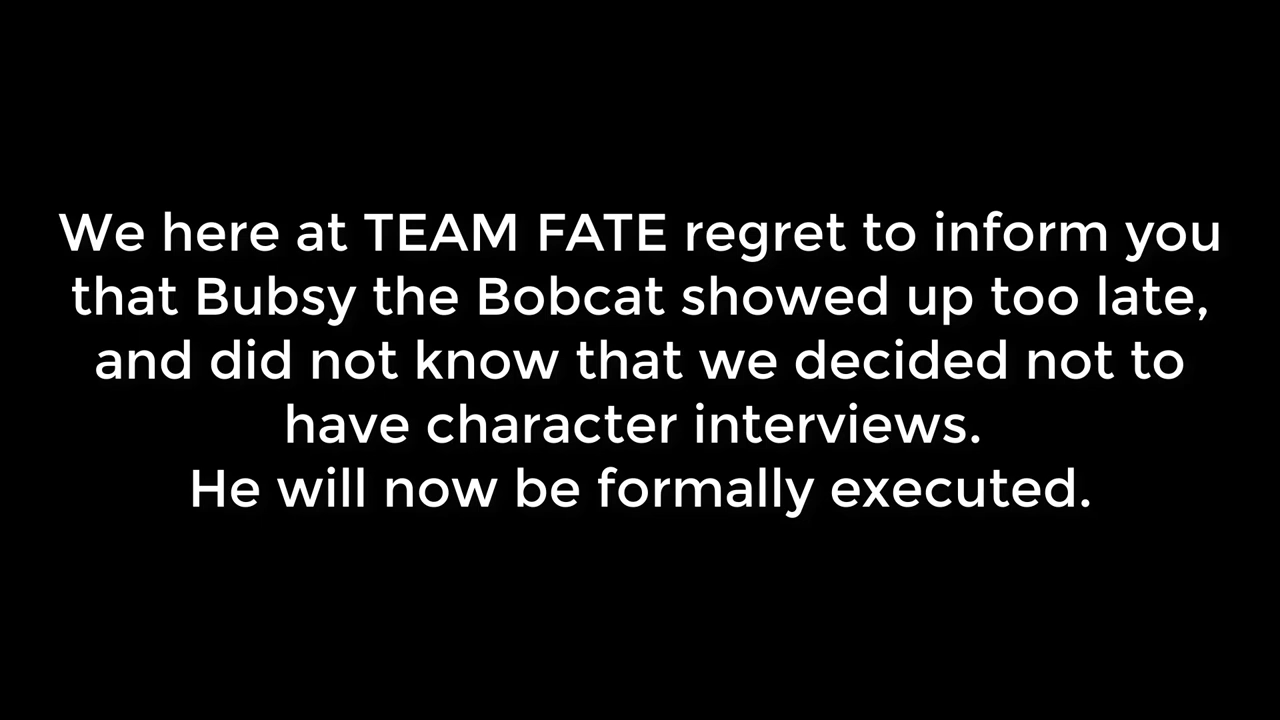 We here at TEAM FATE regret to inform you
that Bubsy the Bobcat showed up too late,
and did not know that we decided not to
have character interviews.
He will now be formally executed.